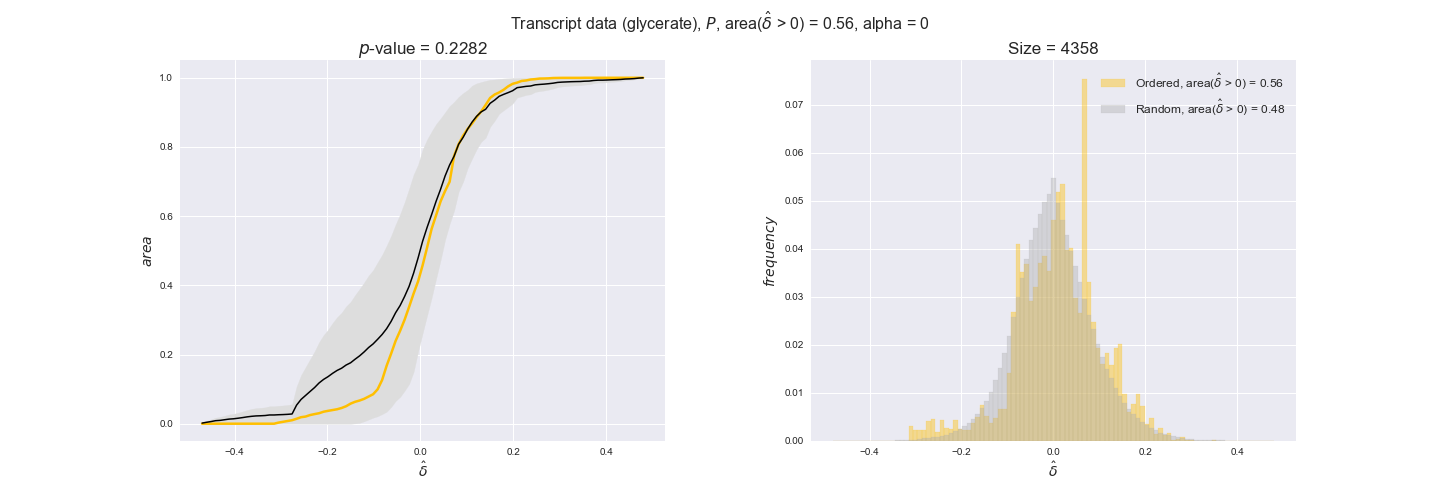 Transcript data (glycerate), P, area(δ̂ > 0) = 0.56, alpha = 0
p-value = 0.2282
1.0
0.8
0.6
0.4
0.2
0.0
area
−0.4 −0.2 0.0 0.2 0.4
δ̂
Size = 4358
Ordered, area(δ̂ > 0) = 0.56
Random, area(δ̂ > 0) = 0.48
0.07
0.06
0.05
0.04
0.03
0.02
0.01
0.00
frequency
−0.4 −0.2 0.0 0.2 0.4
δ̂